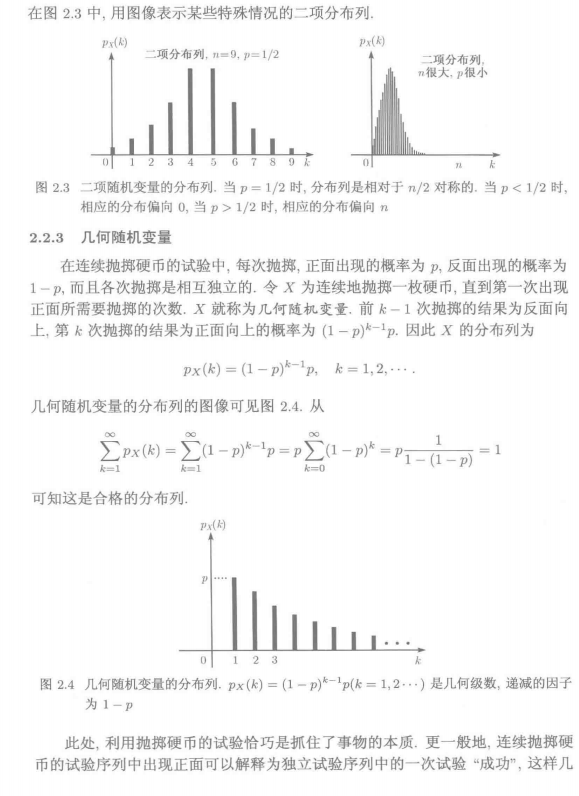 在图 2.3 中, 用图像表示某些特殊情况的二项分布列.
pX(k)
二项分布列, n=9, p=1/2
0 1 2 3 4 5 6 7 8 9 k
pX(k)
二项分布列,
n很大, p很小
0 n k
图 2.3 二项随机变量的分布列. 当 p = 1/2 时, 分布列是相对于 n/2 对称的. 当 p < 1/2 时,
相应的分布偏向 0, 当 p > 1/2 时, 相应的分布偏向 n
2.2.3 几何随机变量
在连续抛掷硬币的试验中, 每次抛掷, 正面出现的概率为 p, 反面出现的概率为
1 − p, 而且各次抛掷是相互独立的. 令 X 为连续地抛掷一枚硬币, 直到第一次出现
正面所需要抛掷的次数. X 就称为几何随机变量. 前 k − 1 次抛掷的结果为反面向
上, 第 k 次抛掷的结果为正面向上的概率为 (1 − p)^{k−1}p. 因此 X 的分布列为
pX(k) = (1 − p)^{k−1}p, k = 1, 2, ⋯ .
几何随机变量的分布列的图像可见图 2.4. 从
∑_{k=1}^{∞} pX(k) = ∑_{k=1}^{∞} (1 − p)^{k−1}p = p ∑_{k=0}^{∞} (1 − p)^k = p \frac{1}{1 − (1 − p)} = 1
可知这是合格的分布列.
pX(k)
p ····
0 1 2 3 ··· k
图 2.4 几何随机变量的分布列. pX(k) = (1 − p)^{k−1}p(k = 1, 2 ⋯) 是几何级数, 递减的因子
为 1 − p
此处, 利用抛掷硬币的试验恰巧是抓住了事物的本质. 更一般地, 连续抛掷硬
币的试验序列中出现正面可以解释为独立试验序列中的一次试验 “成功”, 这样几